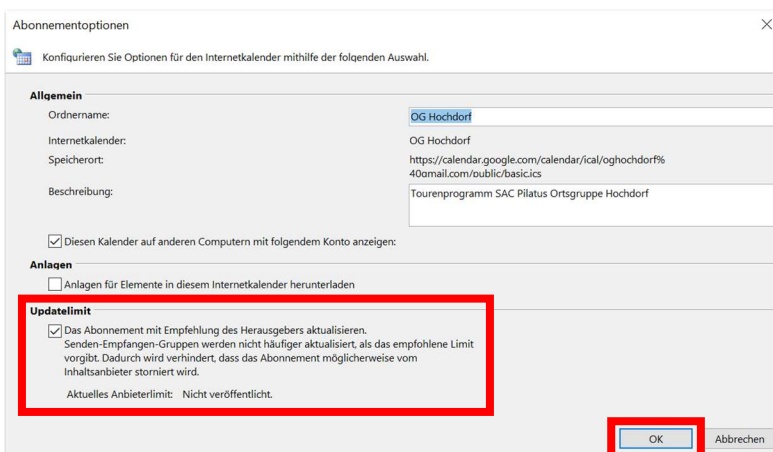 Abonnementoptionen
Konfigurieren Sie Optionen für den Internetkalender mithilfe der folgenden Auswahl.
Allgemein
Ordnername: OG Hochdorf
Internetkalender: OG Hochdorf
Speicherort: https://calendar.google.com/calendar/ical/oghochdorf%
40gmail.com/public/basic.ics
Beschreibung: Tourenprogramm SAC Pilatus Ortsgruppe Hochdorf
Diesen Kalender auf anderen Computern mit folgendem Konto anzeigen:
Anlagen
Anlagen für Elemente in diesem Internetkalender herunterladen
Updatelimit
Das Abonnement mit Empfehlung des Herausgebers aktualisieren.
Senden-Empfangen-Gruppen werden nicht häufiger aktualisiert, als das empfohlene Limit
vorgibt. Dadurch wird verhindert, dass das Abonnement möglicherweise vom
Inhaltsanbieter storniert wird.
Aktuelles Anbieterlimit: Nicht veröffentlicht.
OK Abbrechen